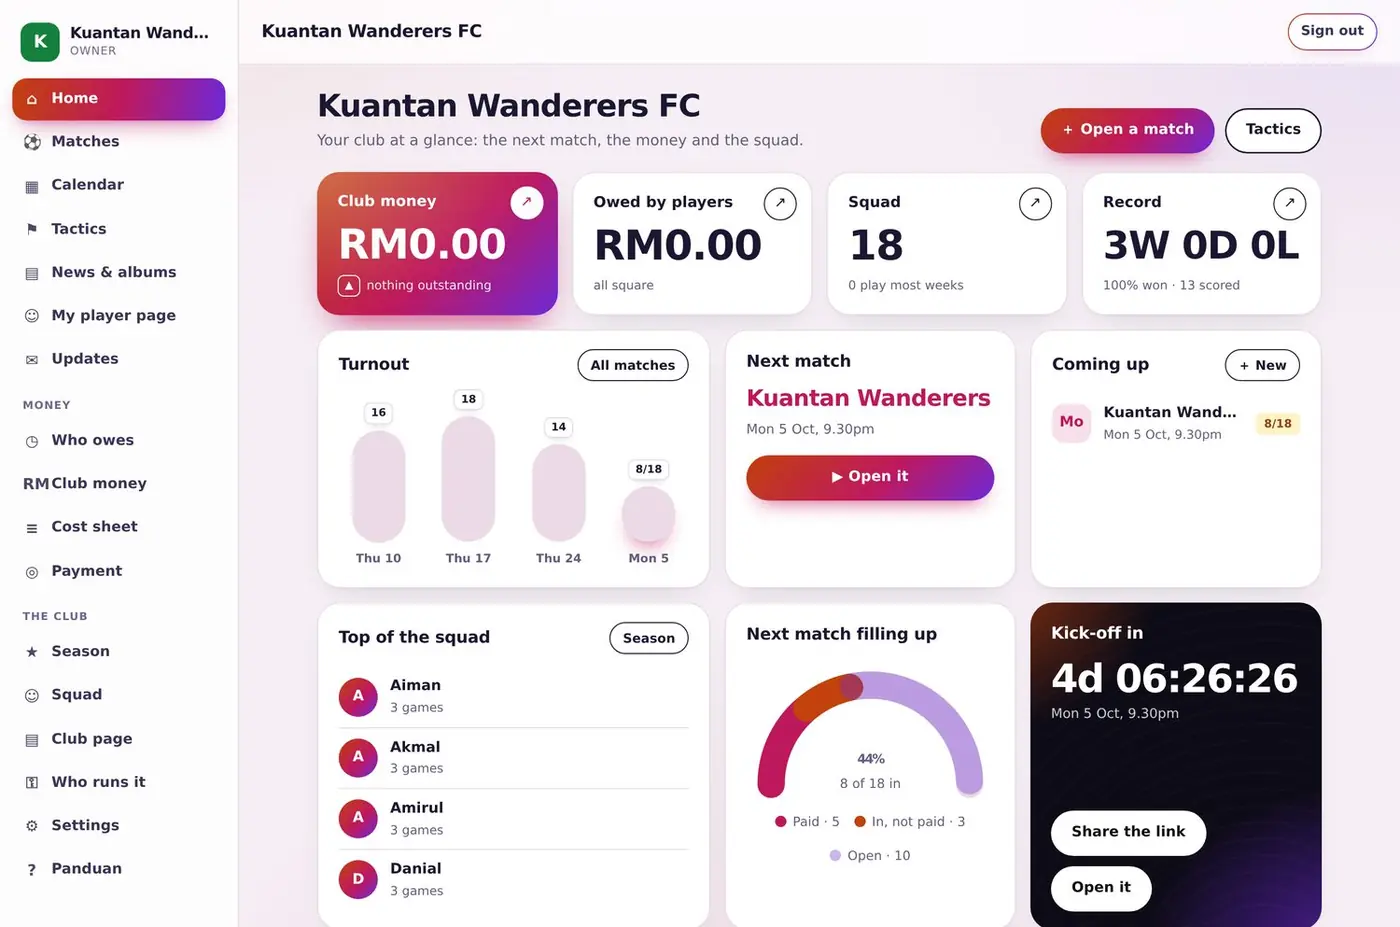 K
Kuantan Wand...
OWNER
Home
Matches
Calendar
Tactics
News & albums
My player page
Updates
MONEY
Who owes
RM Club money
Cost sheet
Payment
THE CLUB
Season
Squad
Club page
Who runs it
Settings
? Panduan
Kuantan Wanderers FC
Sign out
Kuantan Wanderers FC
Your club at a glance: the next match, the money and the squad.
+ Open a match
Tactics
Club money
↗
RM0.00
▲ nothing outstanding
Owed by players
↗
RM0.00
all square
Squad
↗
18
0 play most weeks
Record
↗
3W 0D 0L
100% won · 13 scored
Turnout
All matches
16
18
14
8/18
Thu 10
Thu 17
Thu 24
Mon 5
Next match
Kuantan Wanderers
Mon 5 Oct, 9.30pm
▶ Open it
Coming up
+ New
Mo
Kuantan Wand...
Mon 5 Oct, 9.30pm
8/18
Top of the squad
Season
A
Aiman
3 games
A
Akmal
3 games
A
Amirul
3 games
D
Danial
3 games
Next match filling up
44%
8 of 18 in
Paid · 5
In, not paid · 3
Open · 10
Kick-off in
4d 06:26:26
Mon 5 Oct, 9.30pm
Share the link
Open it